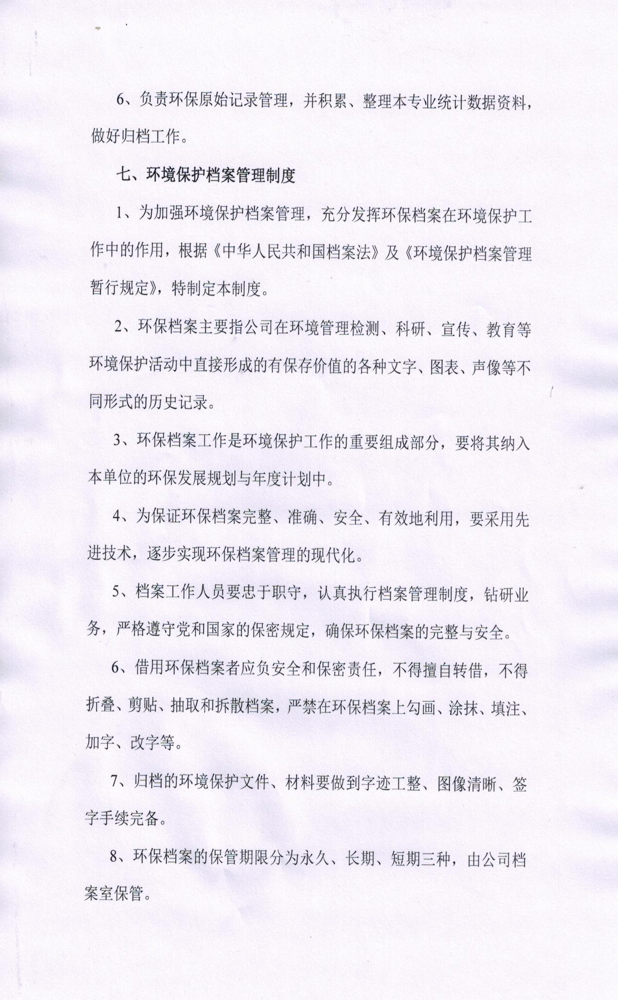 6、负责环保原始记录管理，并积累、整理本专业统计数据资料，
做好归档工作。
七、环境保护档案管理制度
1、为加强环境保护档案管理，充分发挥环保档案在环境保护工
作中的作用，根据《中华人民共和国档案法》及《环境保护档案管理
暂行规定》，特制定本制度。
2、环保档案主要指公司在环境管理检测、科研、宣传、教育等
环境保护活动中直接形成的有保存价值的各种文字、图表、声像等不
同形式的历史记录。
3、环保档案工作是环境保护工作的重要组成部分，要将其纳入
本单位的环保发展规划与年度计划中。
4、为保证环保档案完整、准确、安全、有效地利用，要采用先
进技术，逐步实现环保档案管理的现代化。
5、档案工作人员要忠于职守，认真执行档案管理制度，钻研业
务，严格遵守党和国家的保密规定，确保环保档案的完整与安全。
6、借用环保档案者应负安全和保密责任，不得擅自转借，不得
折叠、剪贴、抽取和拆散档案，严禁在环保档案上勾画、涂抹、填注、
加字、改字等。
7、归档的环境保护文件、材料要做到字迹工整、图像清晰、签
字手续完备。
8、环保档案的保管期限分为永久、长期、短期三种，由公司档
案室保管。